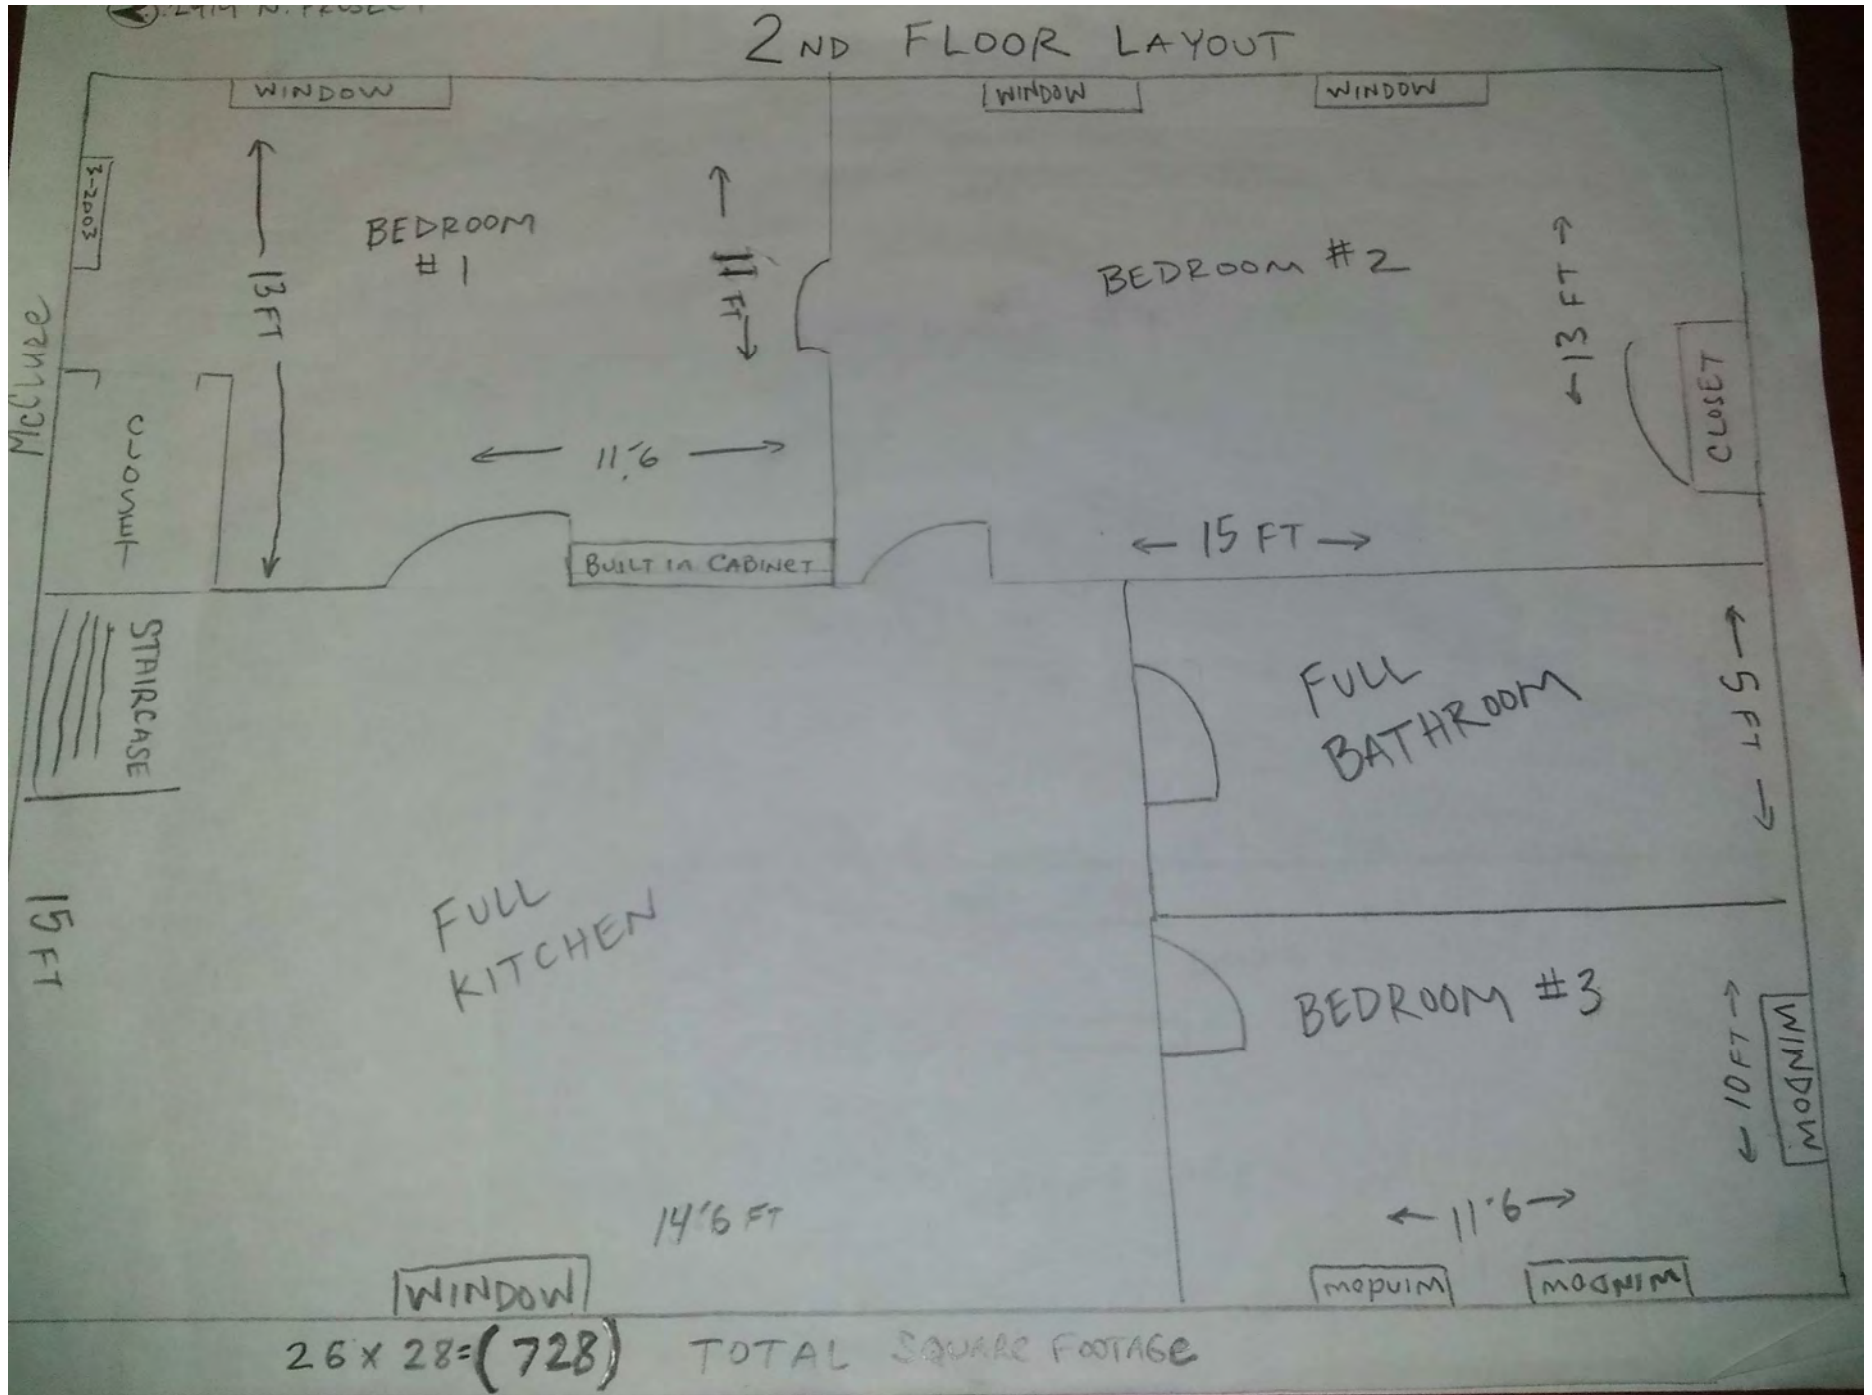 2ND FLOOR LAYOUT
WINDOW
WINDOW
WINDOW
BEDROOM
# 1
13 FT
11 FT
BEDROOM #2
13 FT
McCluze
CLOSET
CLOSET
11'6
15 FT
BUILT IN CABINET
STAIRCASE
FULL
BATHROOM
5 FT
15 FT
FULL
KITCHEN
BEDROOM #3
10 FT
WINDOW
14'6 FT
11'6
WINDOW
Window
WINDOW
26 x 28=(728) TOTAL SQUARE FOOTAGE